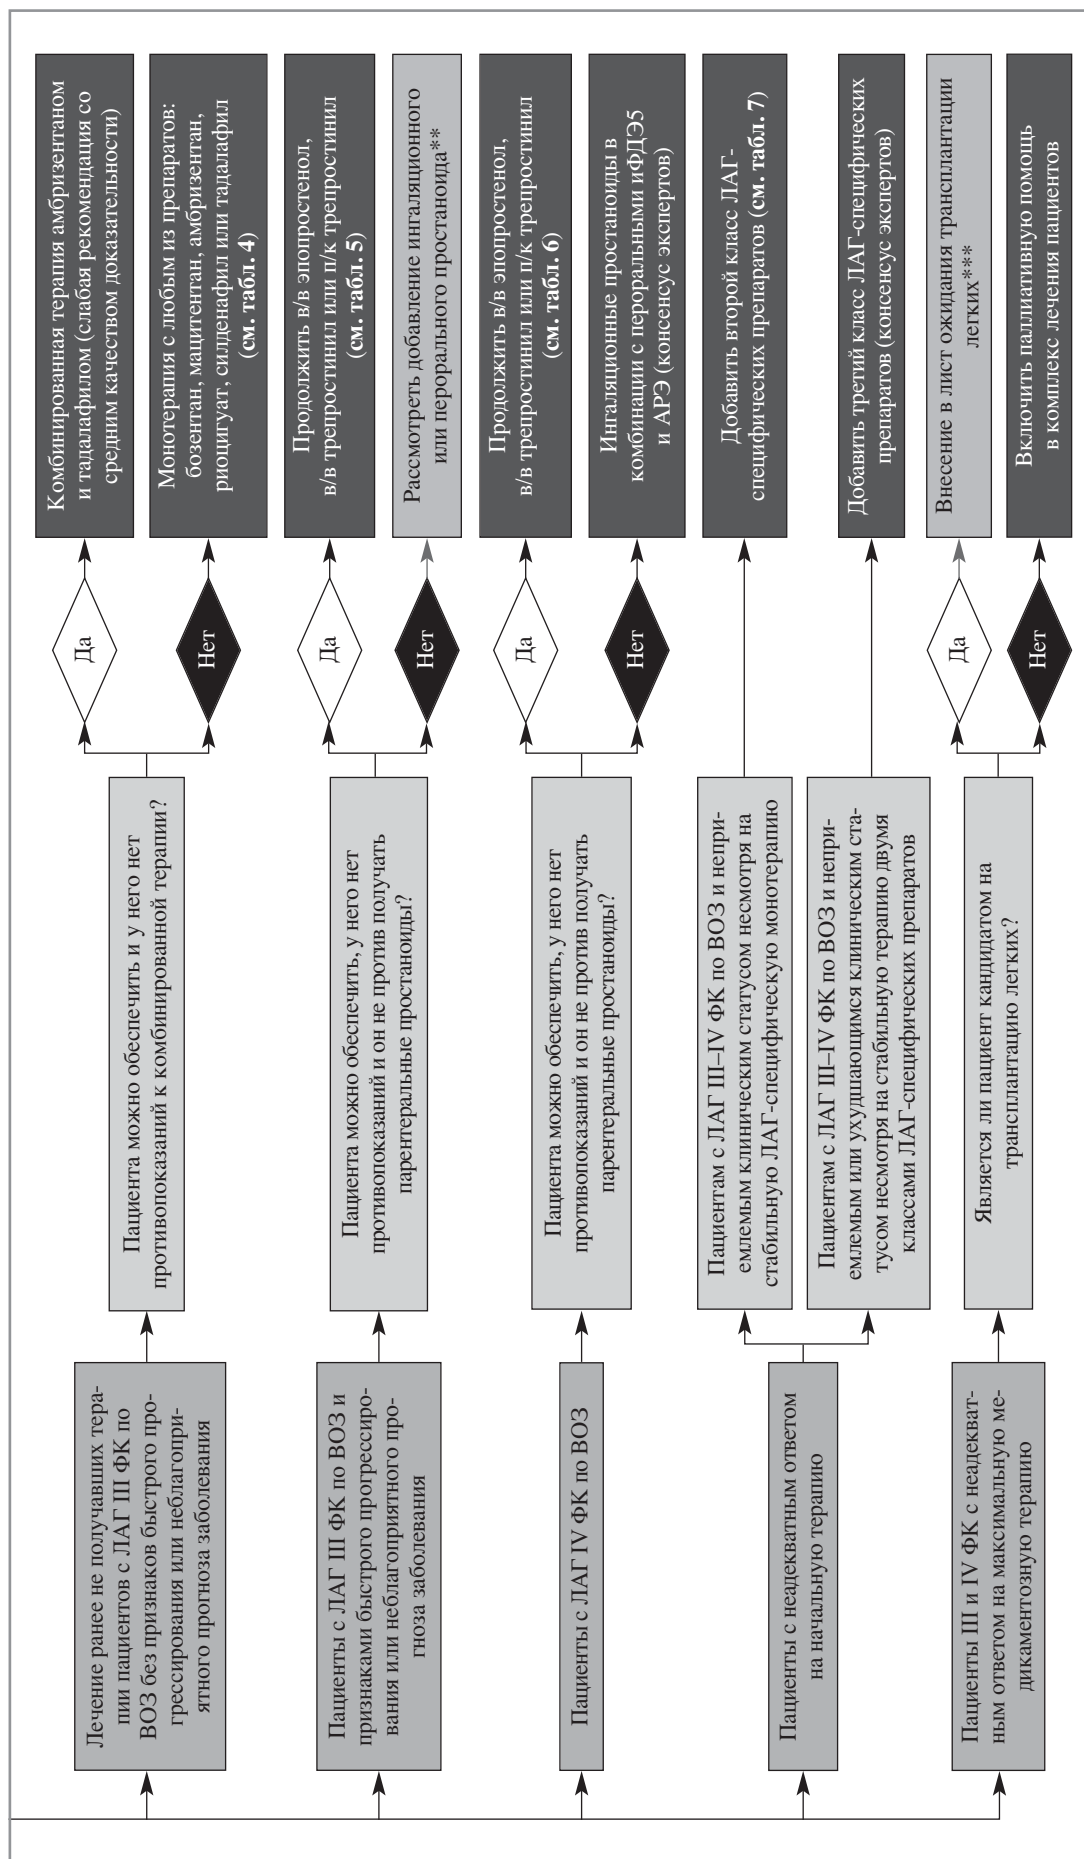 Лечение ранее не получавших тера-
пии пациентов с ЛАГ III ФК по
ВОЗ без признаков быстрого про-
грессирования или неблагопри-
ятного прогноза заболевания
Пациента можно обеспечить и у него нет
противопоказаний к комбинированной терапии?
Да
Комбинированная терапия амбризентаном
и тадалафилом (слабая рекомендация со
средним качеством доказательности)
Нет
Монотерапия с любым из препаратов:
бозентан, мацитентан, амбризентан,
риоцигуат, силденафил или тадалафил
(см. табл. 4)
Пациенты с ЛАГ III ФК по ВОЗ и
признаками быстрого прогрессиро-
вания или неблагоприятного про-
гноза заболевания
Пациента можно обеспечить, у него нет
противопоказаний и он не против получать
парентеральные простаноиды?
Да
Продолжить в/в эпопростенол,
в/в трепростинил или п/к трепростинил
(см. табл. 5)
Нет
Рассмотреть добавление ингаляционного
или перорального простаноида**
Пациенты с ЛАГ IV ФК по ВОЗ
Пациента можно обеспечить, у него нет
противопоказаний и он не против получать
парентеральные простаноиды?
Да
Продолжить в/в эпопростенол,
в/в трепростинил или п/к трепростинил
(см. табл. 6)
Нет
Ингаляционные простаноиды в
комбинации с пероральными иФДЭ5
и АРЭ (консенсус экспертов)
Пациенты с неадекватным ответом
на начальную терапию
Пациентам с ЛАГ III–IV ФК по ВОЗ и непри-
емлемым клиническим статусом несмотря на
стабильную ЛАГ-специфическую монотерапию
Добавить второй класс ЛАГ-
специфических препаратов (см. табл. 7)
Пациентам с ЛАГ III–IV ФК по ВОЗ и непри-
емлемым или ухудшающимся клиническим ста-
тусом несмотря на стабильную терапию двумя
классами ЛАГ-специфических препаратов
Добавить третий класс ЛАГ-специфических
препаратов (консенсус экспертов)
Пациенты III и IV ФК с неадекват-
ным ответом на максимальную ме-
дикаментозную терапию
Является ли пациент кандидатом на
трансплантацию легких?
Да
Внесение в лист ожидания трансплантации
легких***
Нет
Включить паллиативную помощь
в комплекс лечения пациентов